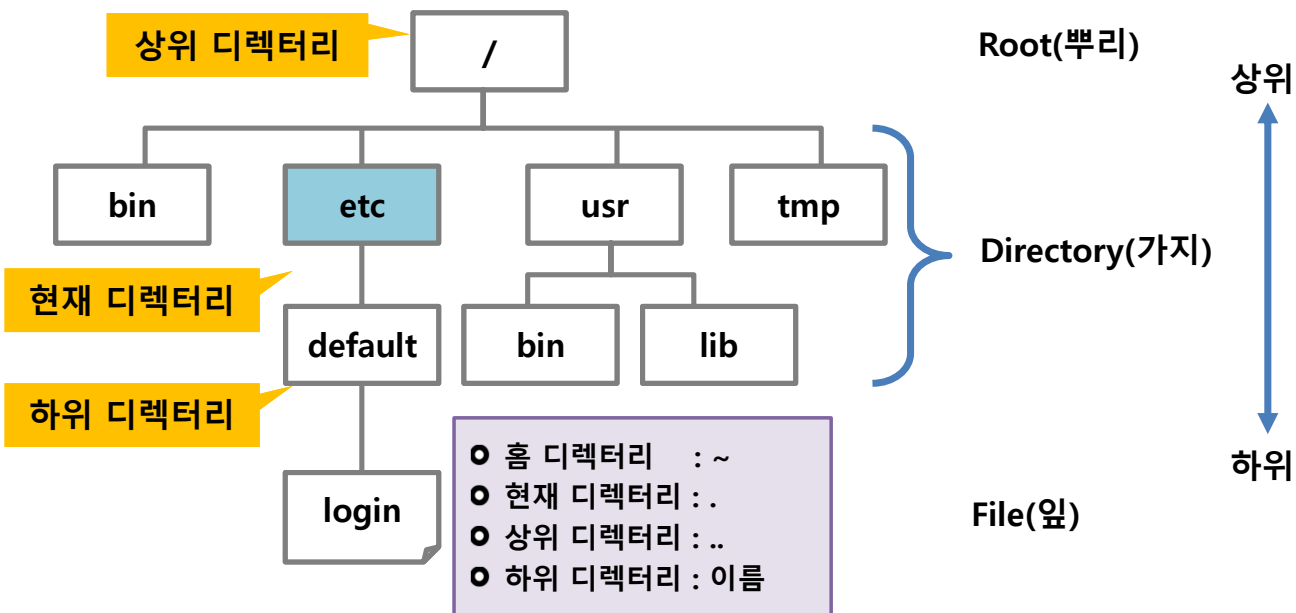 상위 디렉터리
/
Root(뿌리)
상위
bin
etc
usr
tmp
Directory(가지)
현재 디렉터리
default
bin
lib
하위 디렉터리
홈 디렉터리 : ~
현재 디렉터리 : .
상위 디렉터리 : ..
하위 디렉터리 : 이름
login
File(잎)
하위